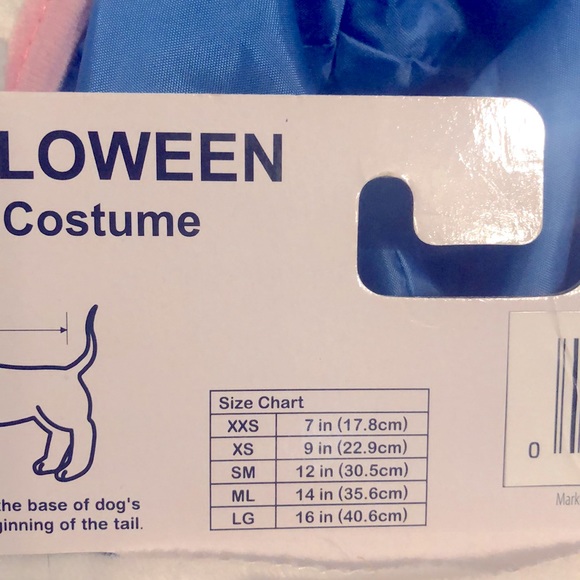 LOWEEN
Costume
Size Chart
XXS 7 in (17.8cm)
XS 9 in (22.9cm)
SM 12 in (30.5cm)
ML 14 in (35.6cm)
LG 16 in (40.6cm)
the base of dog's
ginning of the tail.
0
Mark